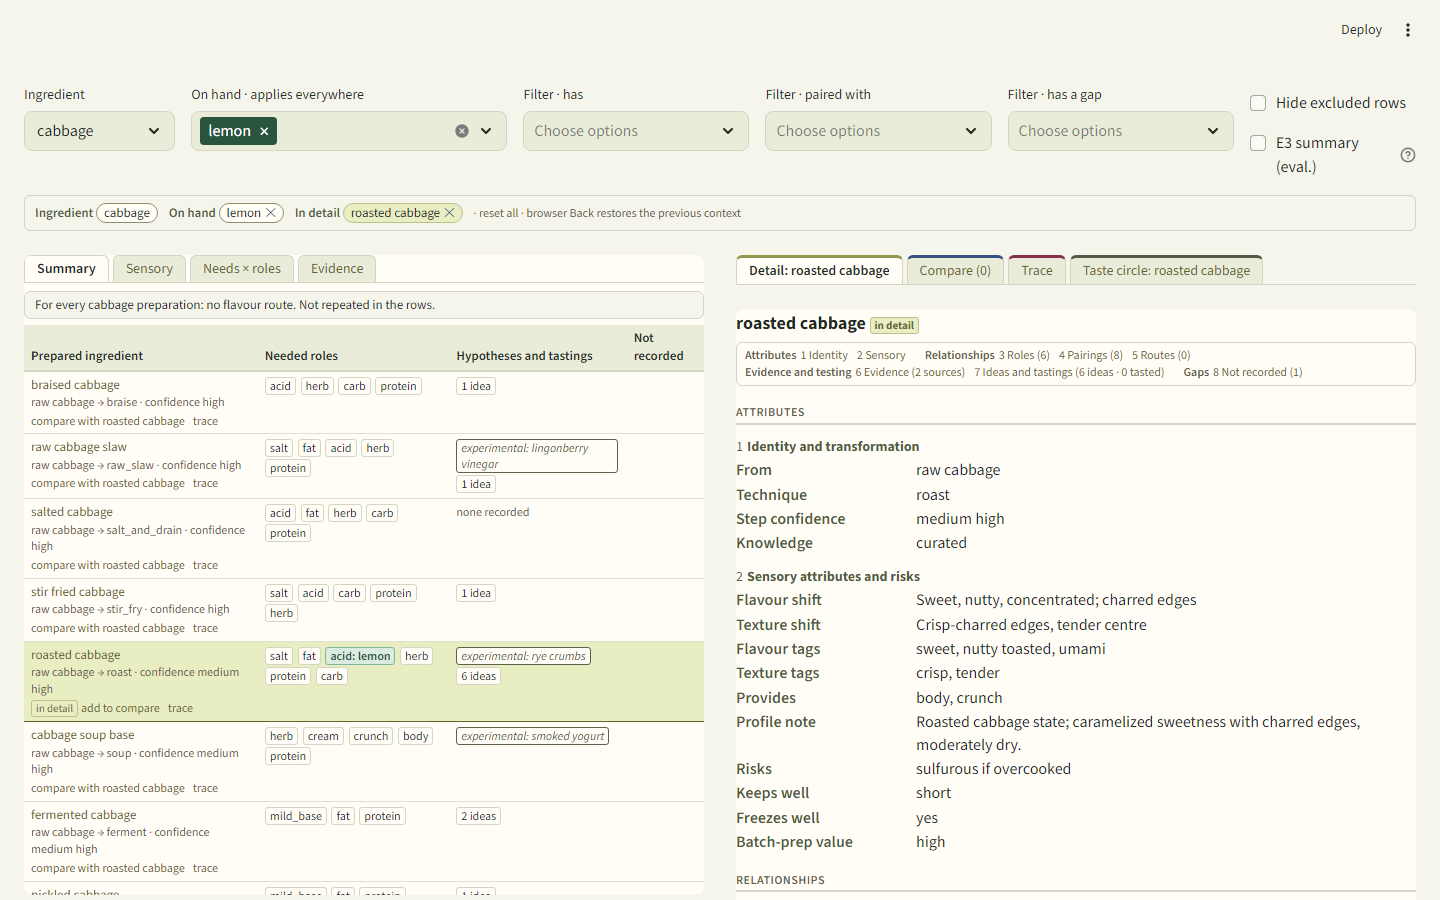 Deploy
Ingredient
On hand · applies everywhere
Filter · has
Filter · paired with
Filter · has a gap
cabbage
lemon
Choose options
Choose options
Choose options
Hide excluded rows
E3 summary
(eval.)
Ingredient cabbage On hand lemon In detail roasted cabbage · reset all · browser Back restores the previous context
Summary
Sensory
Needs × roles
Evidence
For every cabbage preparation: no flavour route. Not repeated in the rows.
Prepared ingredient
Needed roles
Hypotheses and tastings
Not
recorded
braised cabbage
raw cabbage → braise · confidence high
compare with roasted cabbage trace
acid herb carb protein
1 idea
raw cabbage slaw
raw cabbage → raw_slaw · confidence high
compare with roasted cabbage trace
salt fat acid herb
protein
experimental: lingonberry
vinegar
1 idea
salted cabbage
raw cabbage → salt_and_drain · confidence
high
compare with roasted cabbage trace
acid fat herb carb
protein
none recorded
stir fried cabbage
raw cabbage → stir_fry · confidence high
compare with roasted cabbage trace
salt acid carb protein
herb
1 idea
roasted cabbage
raw cabbage → roast · confidence medium
high
in detail add to compare trace
salt fat acid: lemon herb
protein carb
experimental: rye crumbs
6 ideas
cabbage soup base
raw cabbage → soup · confidence medium
high
compare with roasted cabbage trace
herb cream crunch body
protein
experimental: smoked yogurt
fermented cabbage
raw cabbage → ferment · confidence
medium high
compare with roasted cabbage trace
mild_base fat protein
2 ideas
pickled cabbage
mild_base fat protein
1 idea
Detail: roasted cabbage
Compare (0)
Trace
Taste circle: roasted cabbage
roasted cabbage in detail
Attributes 1 Identity 2 Sensory Relationships 3 Roles (6) 4 Pairings (8) 5 Routes (0)
Evidence and testing 6 Evidence (2 sources) 7 Ideas and tastings (6 ideas · 0 tasted) Gaps 8 Not recorded (1)
ATTRIBUTES
1 Identity and transformation
From raw cabbage
Technique roast
Step confidence medium high
Knowledge curated
2 Sensory attributes and risks
Flavour shift Sweet, nutty, concentrated; charred edges
Texture shift Crisp-charred edges, tender centre
Flavour tags sweet, nutty toasted, umami
Texture tags crisp, tender
Provides body, crunch
Profile note Roasted cabbage state; caramelized sweetness with charred edges,
moderately dry.
Risks sulfurous if overcooked
Keeps well short
Freezes well yes
Batch-prep value high
RELATIONSHIPS